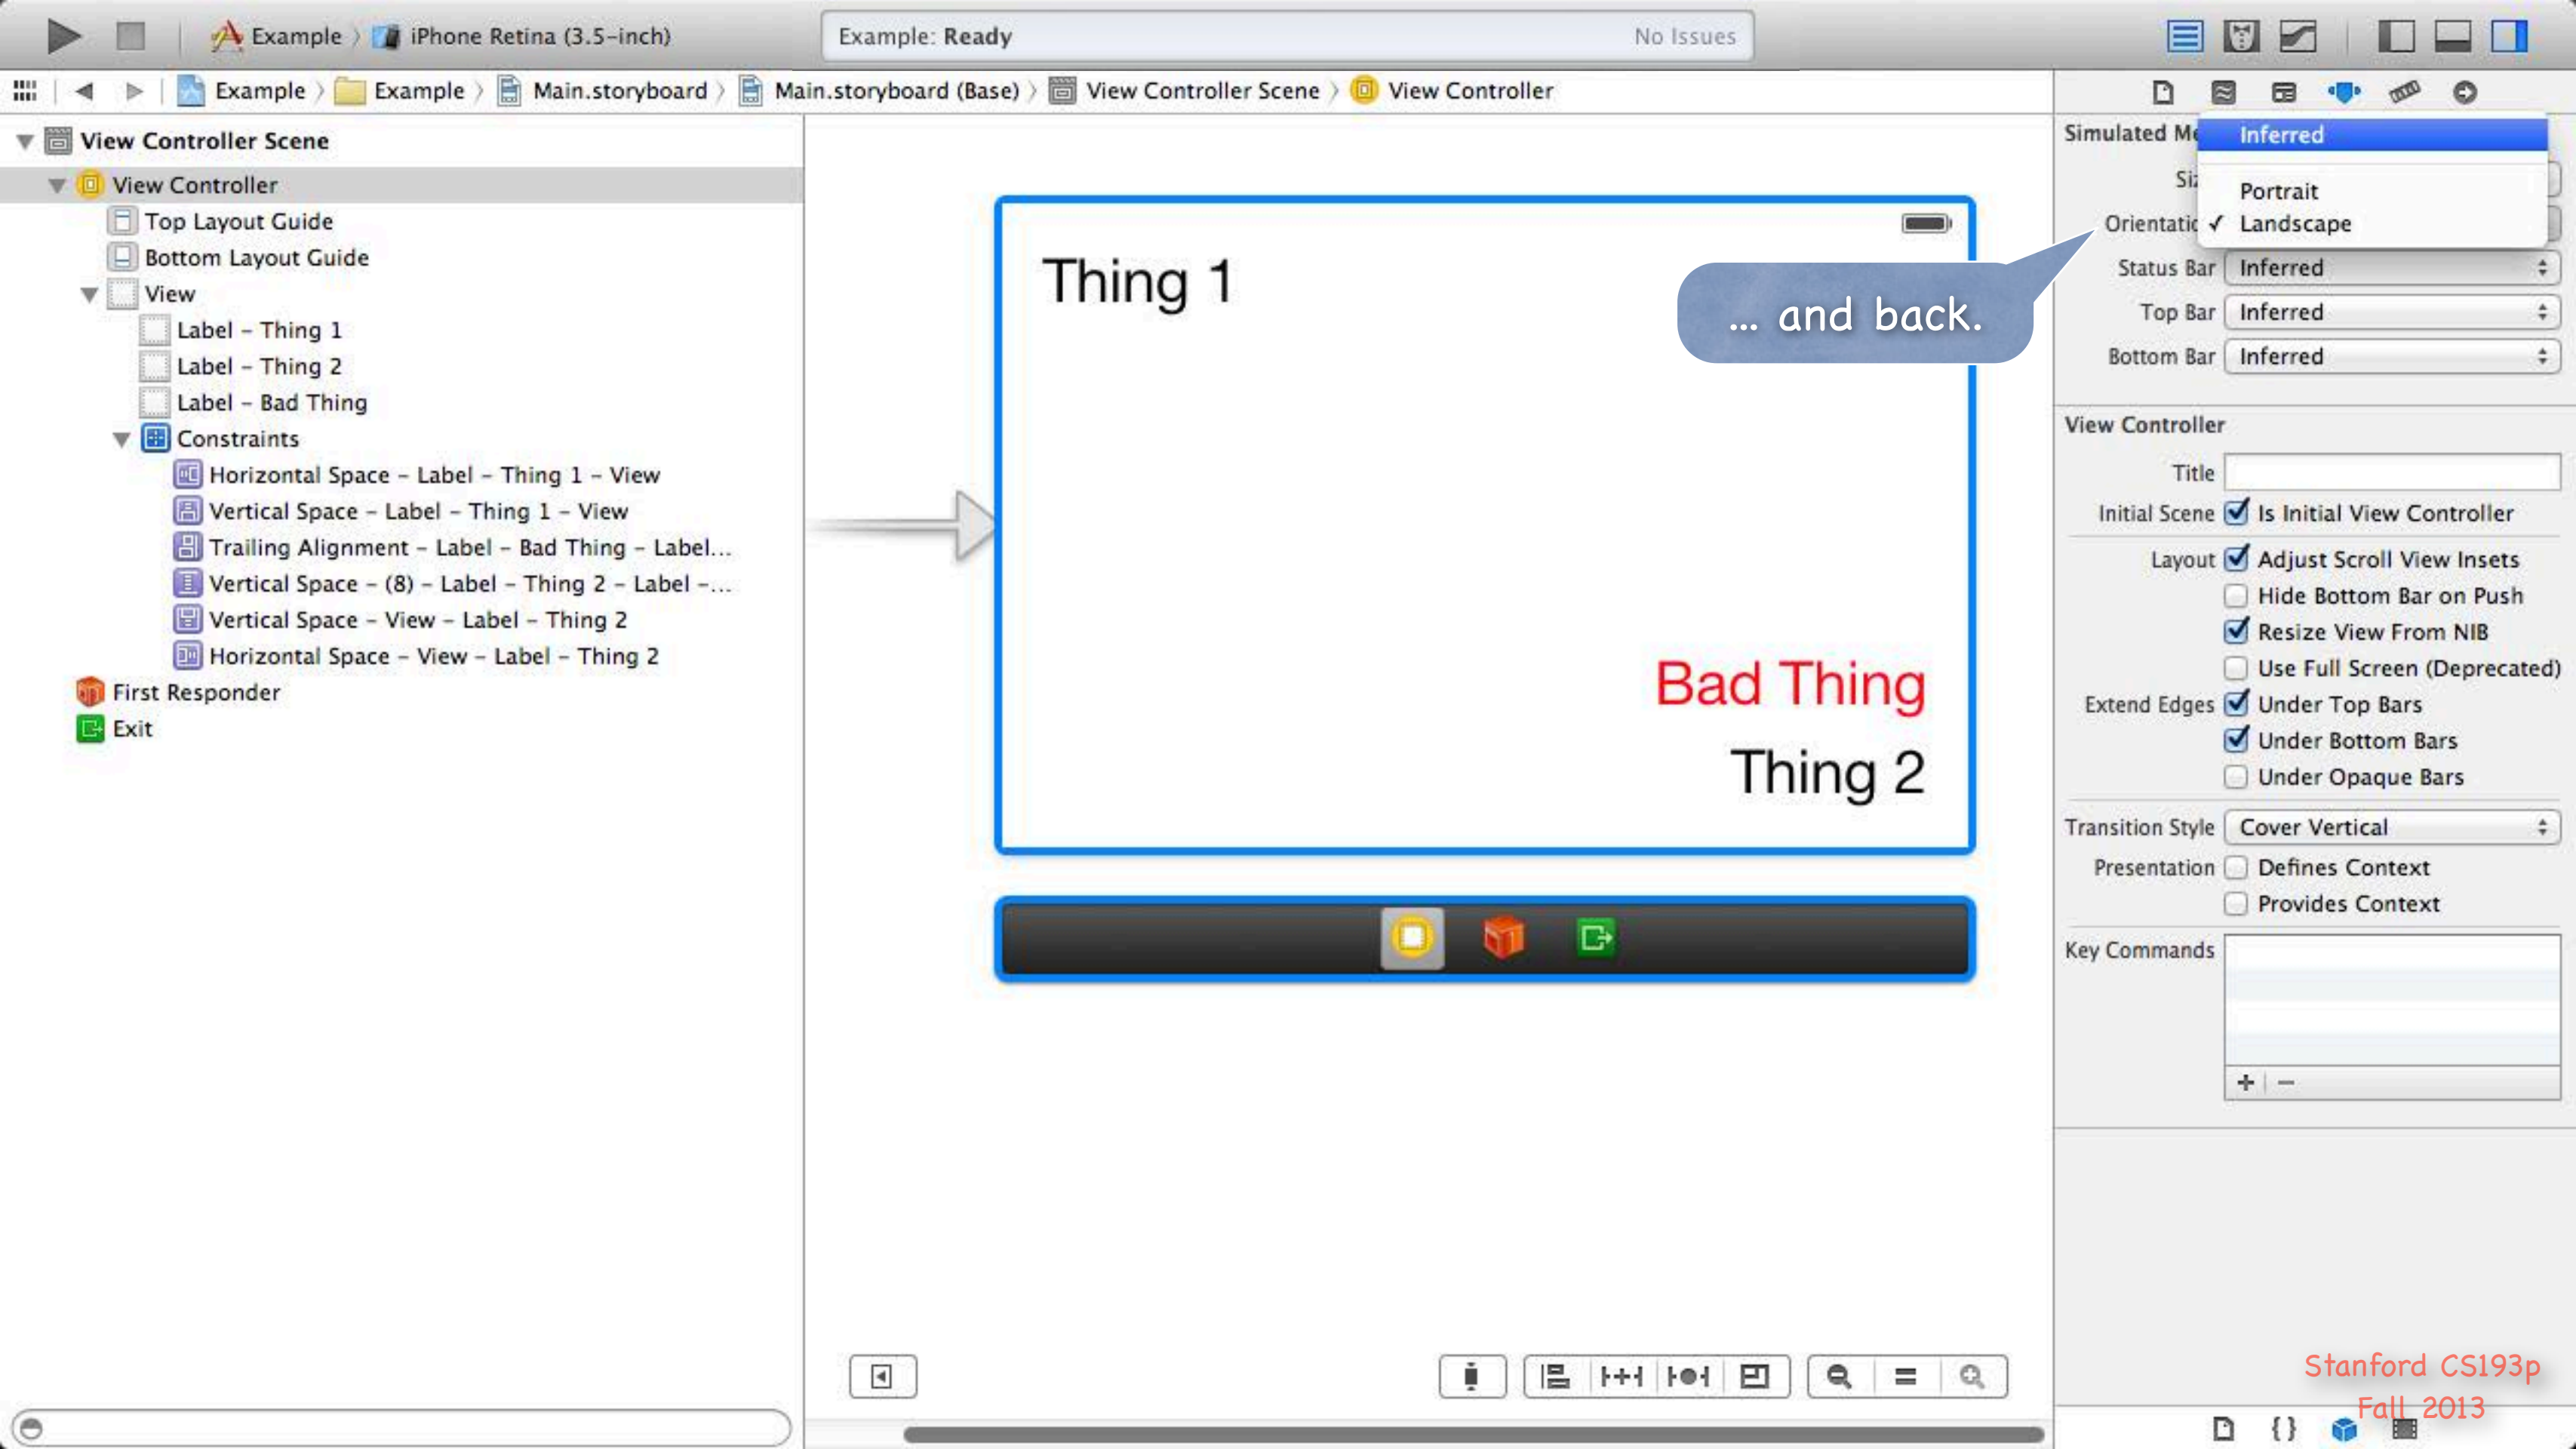 Example
iPhone Retina (3.5-inch)
Example: Ready
No Issues
Example
Example
Main.storyboard
Main.storyboard (Base)
View Controller Scene
View Controller
View Controller Scene
View Controller
Top Layout Guide
Bottom Layout Guide
View
Label - Thing 1
Label - Thing 2
Label - Bad Thing
Constraints
Horizontal Space - Label - Thing 1 - View
Vertical Space - Label - Thing 1 - View
Trailing Alignment - Label - Bad Thing - Label...
Vertical Space - (8) - Label - Thing 2 - Label -...
Vertical Space - View - Label - Thing 2
Horizontal Space - View - Label - Thing 2
First Responder
Exit
Thing 1
... and back.
Bad Thing
Thing 2
Simulated Me
Inferred
Siz
Portrait
Orientatio ✓ Landscape
Status Bar Inferred
Top Bar Inferred
Bottom Bar Inferred
View Controller
Title
Initial Scene Is Initial View Controller
Layout Adjust Scroll View Insets
Hide Bottom Bar on Push
Resize View From NIB
Use Full Screen (Deprecated)
Extend Edges Under Top Bars
Under Bottom Bars
Under Opaque Bars
Transition Style Cover Vertical
Presentation Defines Context
Provides Context
Key Commands
Stanford CS193p
Fall 2013